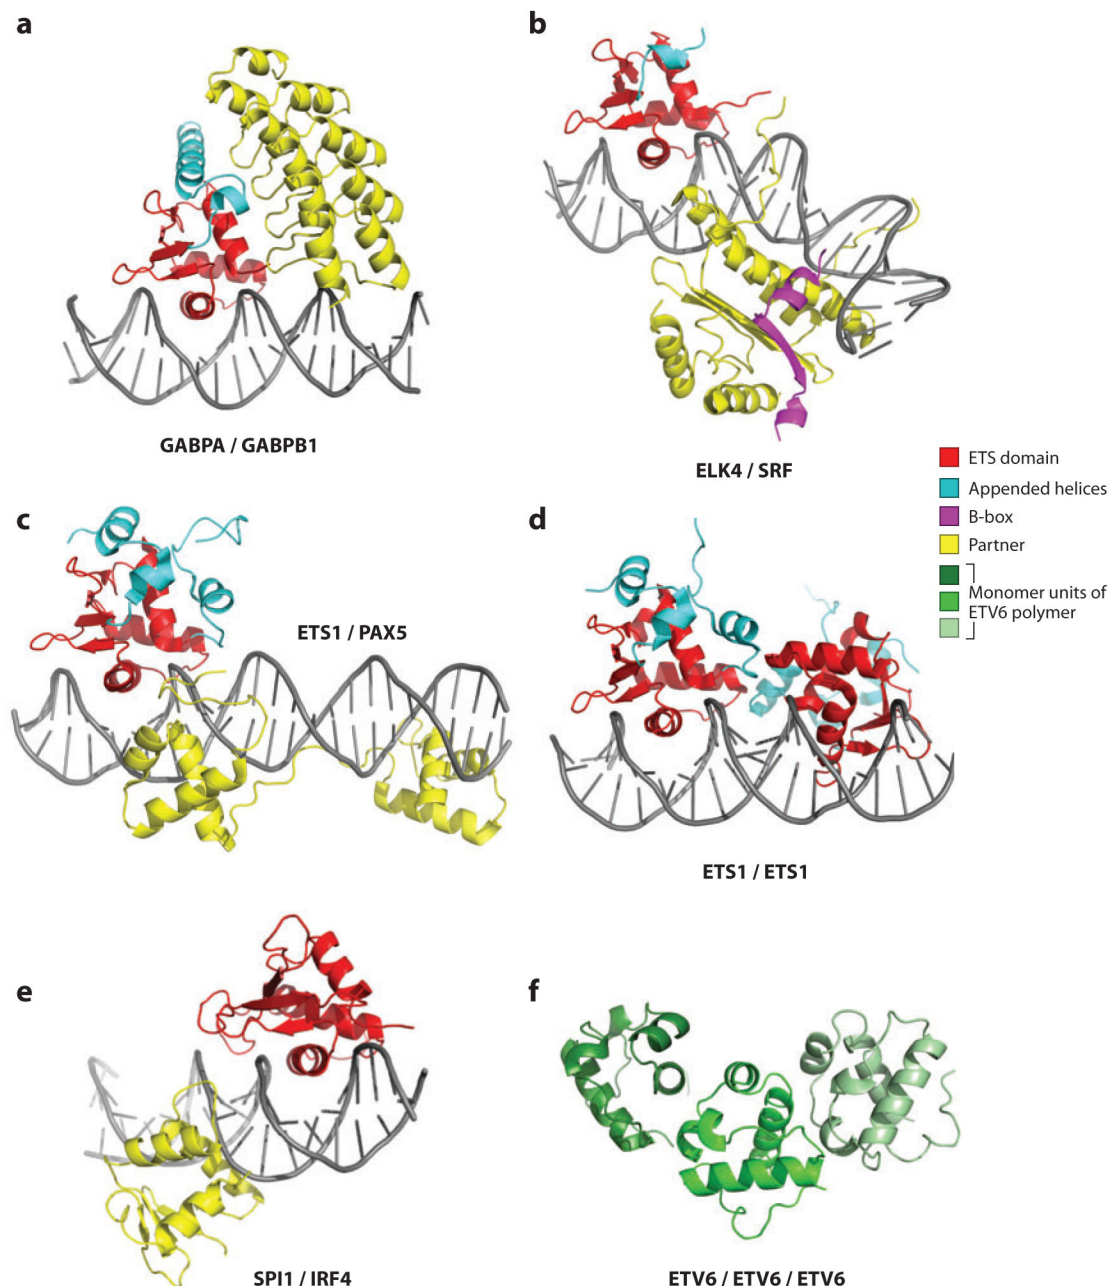 a
b
GABPA / GABPB1
ELK4 / SRF
ETS domain
Appended helices
B-box
Partner
Monomer units of
ETV6 polymer
c
d
ETS1 / PAX5
ETS1 / ETS1
e
f
SPI1 / IRF4
ETV6 / ETV6 / ETV6